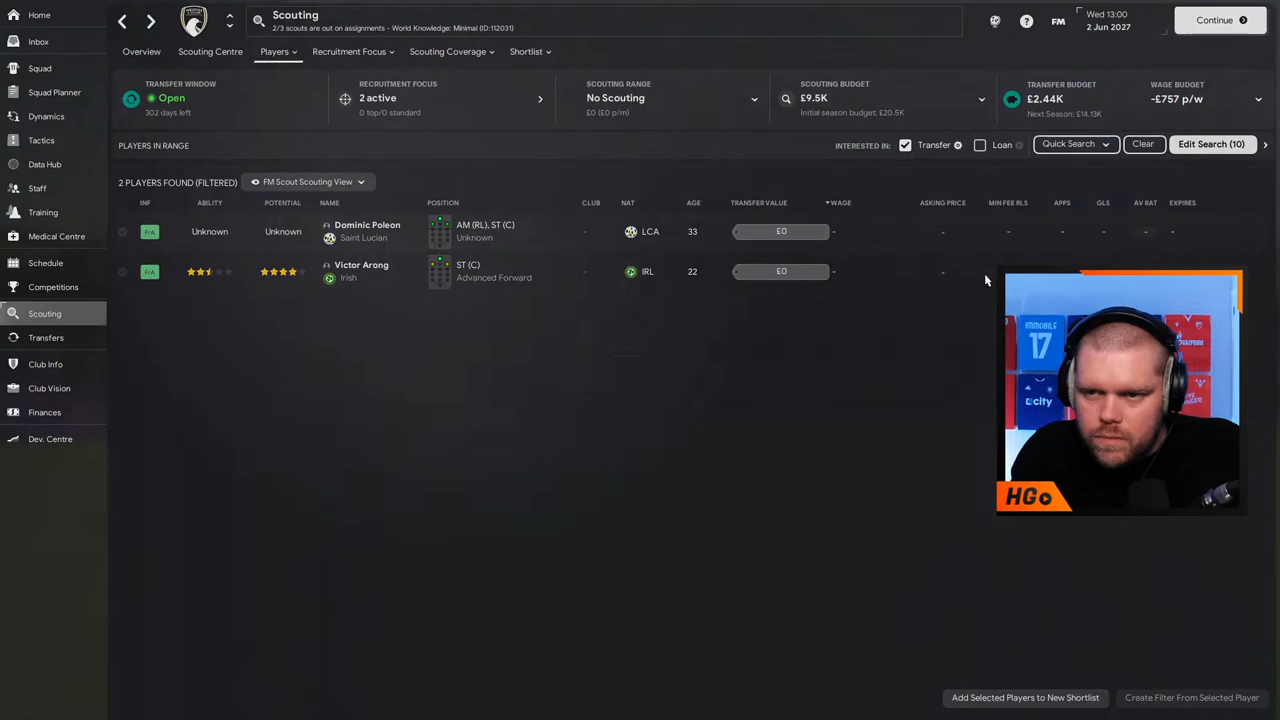 Home
Inbox
Squad
Squad Planner
Dynamics
Tactics
Data Hub
Staff
Training
Medical Centre
Schedule
Competitions
Scouting
Transfers
Club Info
Club Vision
Finances
Dev. Centre
Scouting
2/3 scouts are out on assignments - World Knowledge: Minimal (ID:112031)
FM
Wed 13:00
2 Jun 2027
Continue
Overview
Scouting Centre
Players
Recruitment Focus
Scouting Coverage
Shortlist
TRANSFER WINDOW
Open
302 days left
RECRUITMENT FOCUS
2 active
0 top/0 standard
SCOUTING RANGE
No Scouting
£0 (£0 p/m)
SCOUTING BUDGET
£9.5K
Initial season budget: £20.5K
TRANSFER BUDGET
£2.44K
Next Season: £14.13K
WAGE BUDGET
-£757 p/w
PLAYERS IN RANGE
INTERESTED IN: Transfer Loan
Quick Search
Clear
Edit Search (10)
2 PLAYERS FOUND (FILTERED)
FM Scout Scouting View
INF ABILITY POTENTIAL NAME POSITION CLUB NAT AGE TRANSFER VALUE WAGE ASKING PRICE MIN FEE RLS APPS GLS AV RAT EXPIRES
FrA Unknown Unknown Dominic Poleon AM (RL), ST (C) - LCA 33 £0 - - - - - - -
Saint Lucian Unknown
FrA Victor Arong ST (C) - IRL 22 £0 - -
Irish Advanced Forward
IMMOBILE
17
city
HG
Add Selected Players to New Shortlist
Create Filter From Selected Player